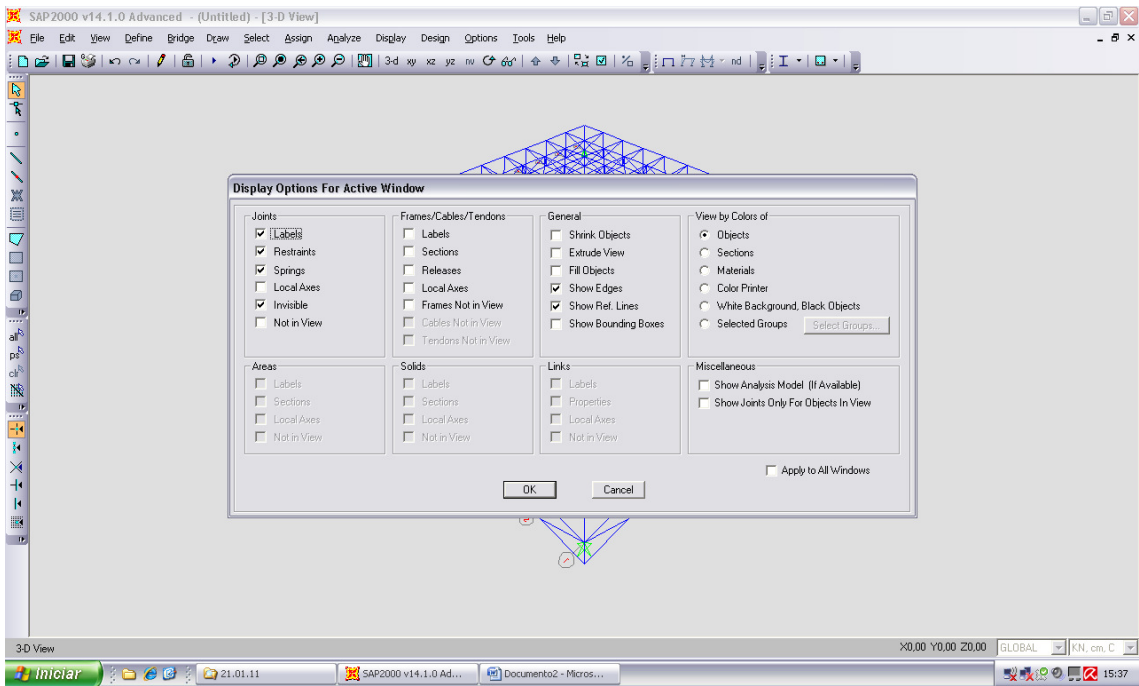 SAP2000 v14.1.0 Advanced - (Untitled) - [3-D View]
File Edit View Define Bridge Draw Select Assign Analyze Display Design Options Tools Help
3-d xy xz yz nv nd
all
ps
clr
Display Options For Active Window
Joints
Labels
Restraints
Springs
Local Axes
Invisible
Not in View
Frames/Cables/Tendons
Labels
Sections
Releases
Local Axes
Frames Not in View
Cables Not in View
Tendons Not in View
General
Shrink Objects
Extrude View
Fill Objects
Show Edges
Show Ref. Lines
Show Bounding Boxes
View by Colors of
Objects
Sections
Materials
Color Printer
White Background, Black Objects
Selected Groups Select Groups...
Areas
Labels
Sections
Local Axes
Not in View
Solids
Labels
Sections
Local Axes
Not in View
Links
Labels
Properties
Local Axes
Not in View
Miscellaneous
Show Analysis Model (If Available)
Show Joints Only For Objects In View
Apply to All Windows
OK Cancel
3-D View X0,00 Y0,00 Z0,00 GLOBAL KN, cm, C
Iniciar 21.01.11 SAP2000 v14.1.0 Ad... Documento2 - Micros... 15:37